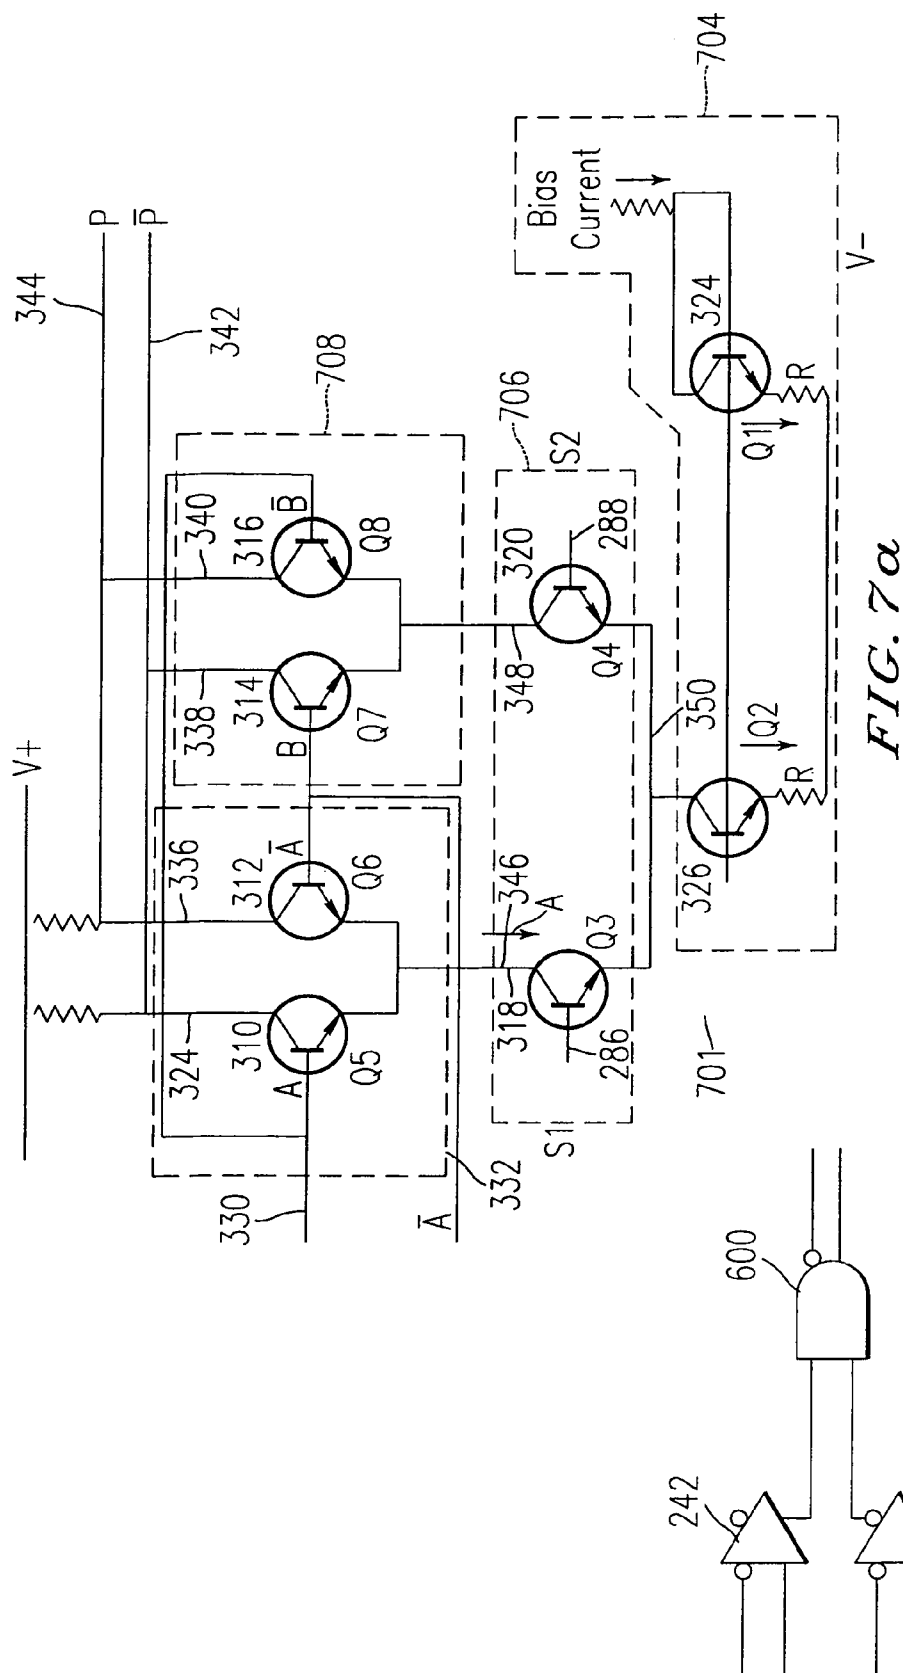 V+
344
P
P̅
342
324
336
338
340
708
310
312
314
316
A
A̅
B
B̅
Q5
Q6
Q7
Q8
330
332
A̅
346
A
348
706
S1
S2
318
320
286
288
Q3
Q4
350
Bias
Current
704
326
324
Q2
Q1
R
R
V-
701
242
600
FIG. 7a